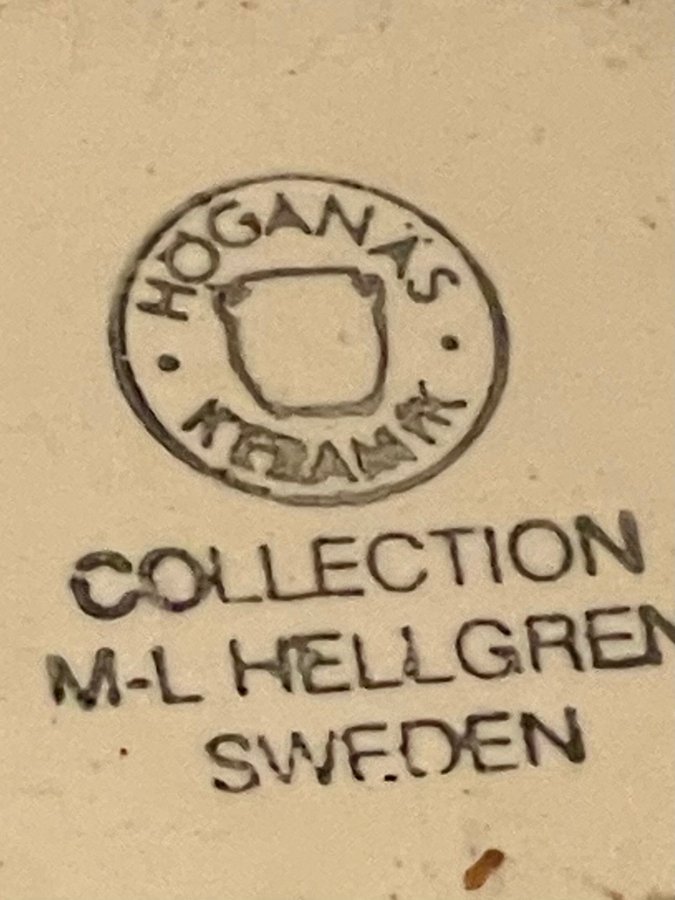 HÖGANÄS
KERAMIK
COLLECTION
M-L HELLGREN
SWEDEN